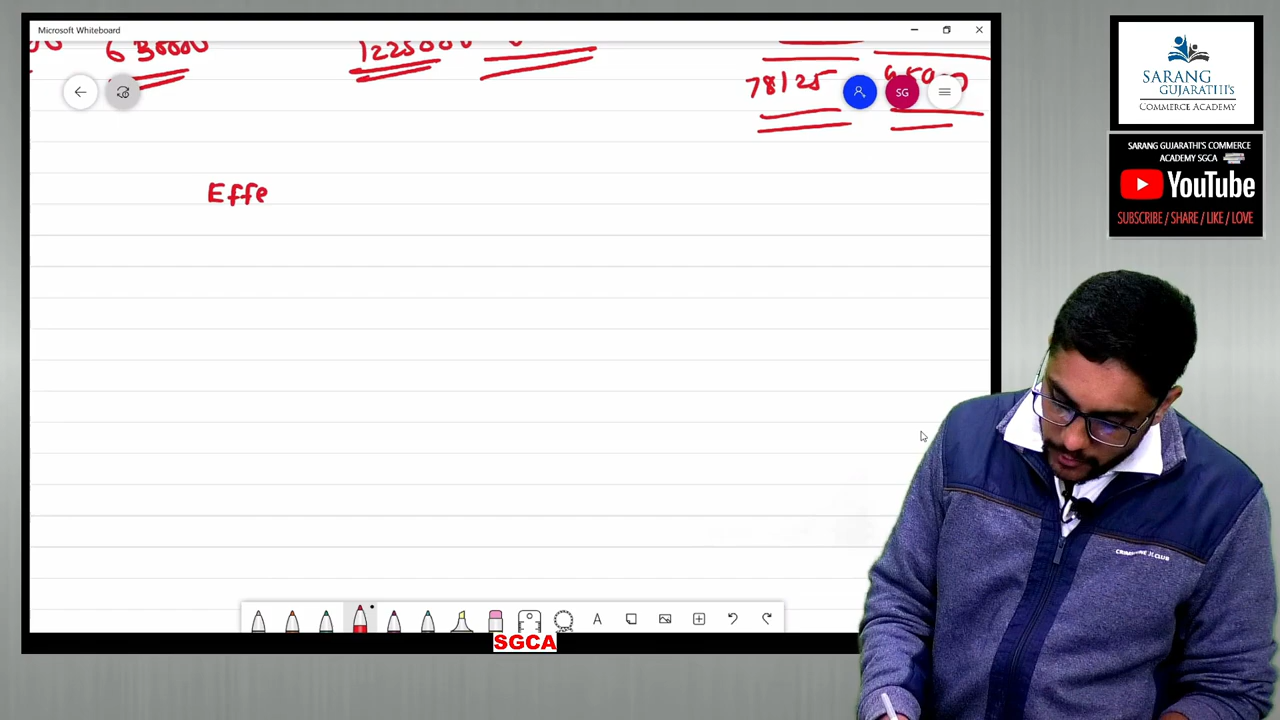 Microsoft Whiteboard
630000
1225000
78125
SG
Effe
A
SGCA
SARANG
GUJARATHI'S
COMMERCE ACADEMY
SARANG GUJARATHI'S COMMERCE
ACADEMY SGCA
YouTube
SUBSCRIBE / SHARE / LIKE / LOVE